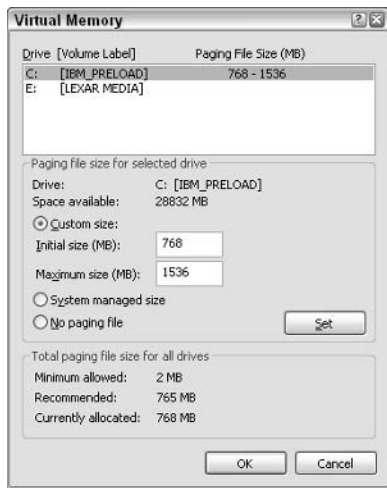 Virtual Memory
Drive [Volume Label] Paging File Size (MB)
C: [IBM_PRELOAD] 768 - 1536
E: [LEXAR MEDIA]
Paging file size for selected drive
Drive: C: [IBM_PRELOAD]
Space available: 28832 MB
Custom size:
Initial size (MB): 768
Maximum size (MB): 1536
System managed size
No paging file
Set
Total paging file size for all drives
Minimum allowed: 2 MB
Recommended: 765 MB
Currently allocated: 768 MB
OK Cancel